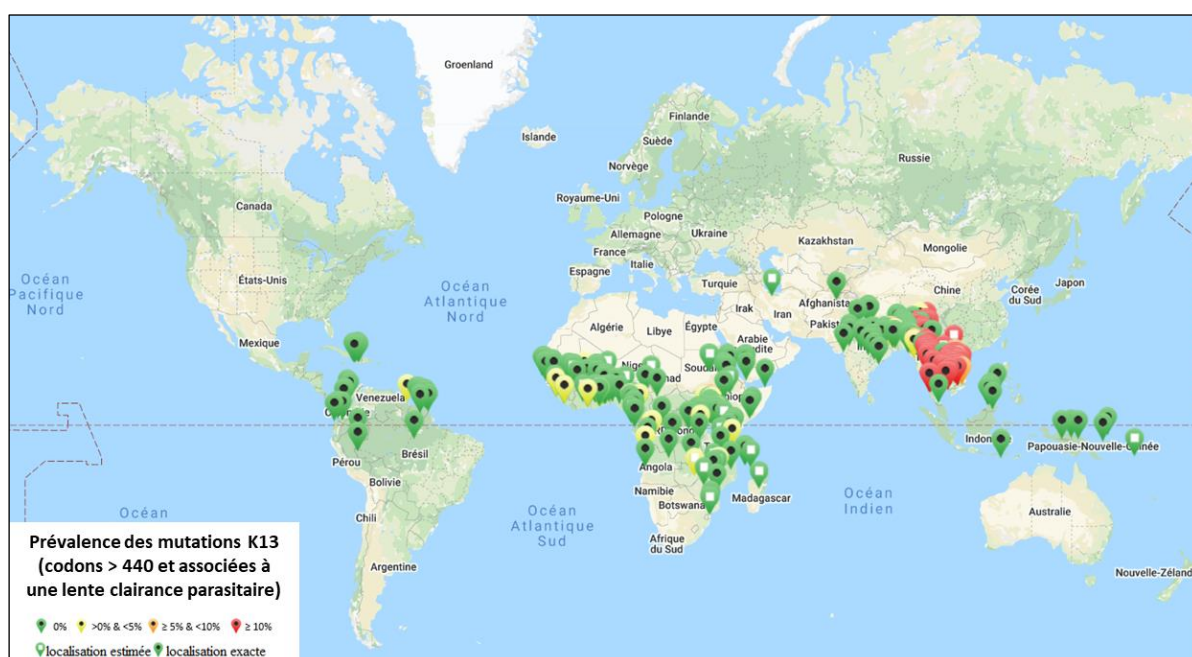 Groenland
Islande
Finlande
Suède
Norvège
Russie
Canada
Royaume-Uni
Pologne
Allemagne
Ukraine
France
Kazakhstan
Mongolie
Italie
Espagne
Turquie
États-Unis
Océan
Pacifique
Nord
Océan
Atlantique
Nord
Chine
Corée
du Sud
Japon
Afghanista
Irak
Iran
Pakist
Algérie
Libye
Égypte
Arabie
Mexique
Soudan
Venezuela
Papouasie-Nouvelle-Guinée
Pérou
Brésil
Angola
Bolivie
Namibie
Botswana
Madagascar
Océan
Indien
Océan
Océan
Atlantique
Sud
Chili
Australie
Afrique
du Sud
Argentine
Nouvelle-Zéland
Prévalence des mutations K13
(codons > 440 et associées à
une lente clairance parasitaire)
0% >0% & <5% ≥ 5% & <10% ≥ 10%
localisation estimée localisation exacte